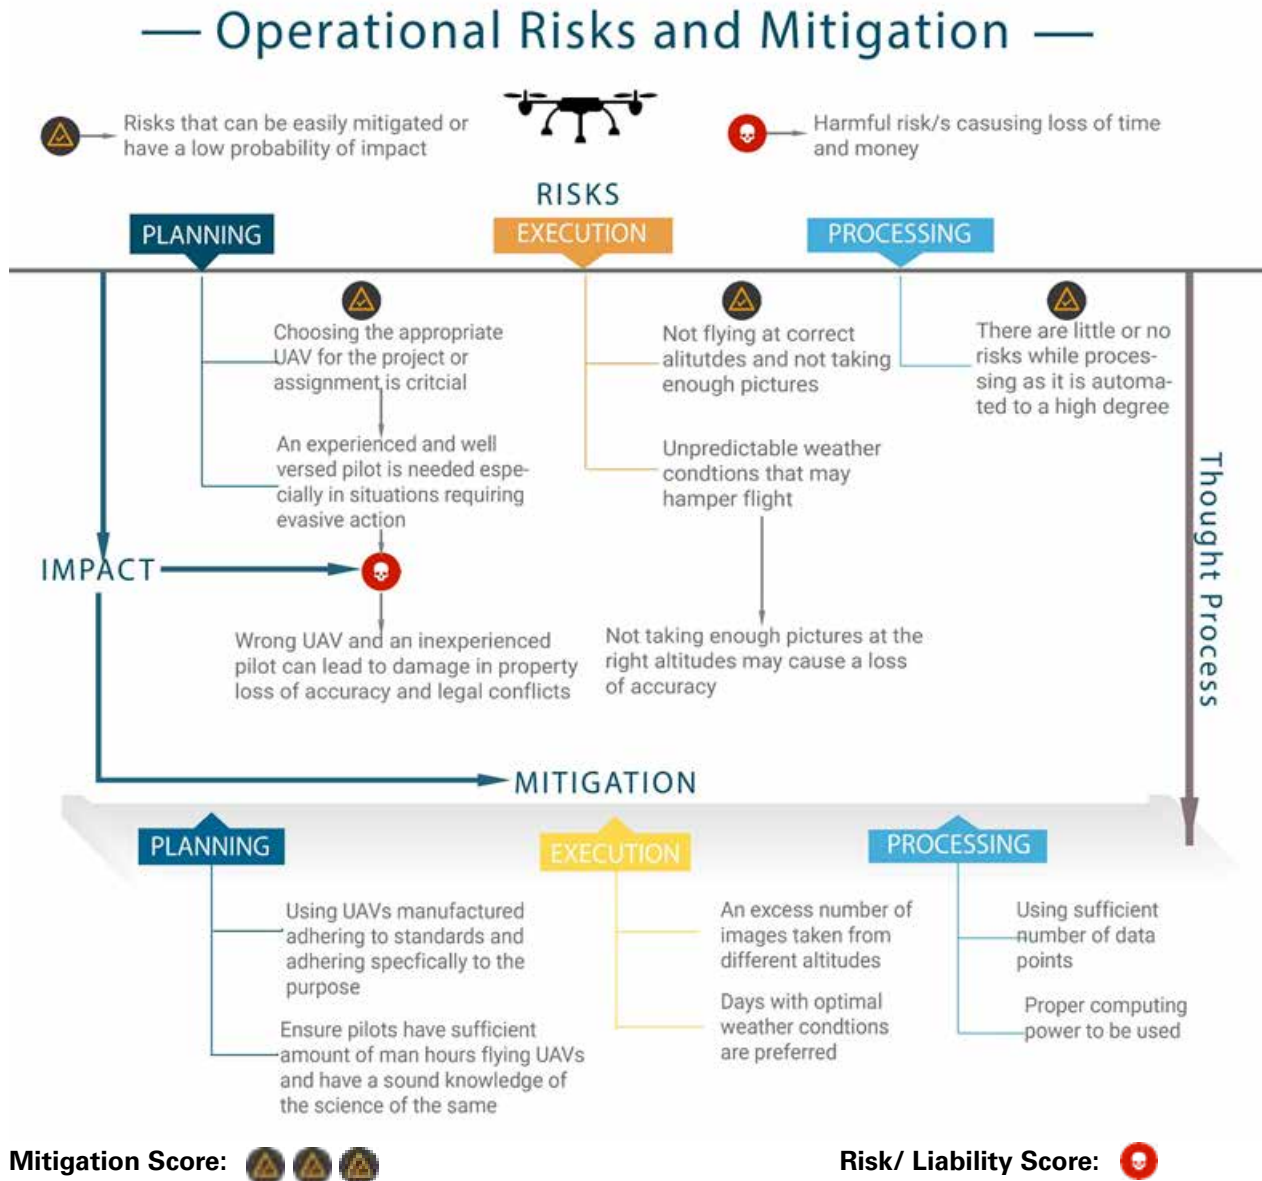 — Operational Risks and Mitigation —
Risks that can be easily mitigated or
have a low probability of impact
Harmful risk/s casusing loss of time
and money
RISKS
PLANNING
EXECUTION
PROCESSING
Choosing the appropriate
UAV for the project or
assignment is critcial
An experienced and well
versed pilot is needed espe-
cially in situations requiring
evasive action
Not flying at correct
alitutdes and not taking
enough pictures
Unpredictable weather
condtions that may
hamper flight
There are little or no
risks while proces-
sing as it is automa-
ted to a high degree
Thought Process
IMPACT
Wrong UAV and an inexperienced
pilot can lead to damage in property
loss of accuracy and legal conflicts
Not taking enough pictures at the
right altitudes may cause a loss
of accuracy
MITIGATION
PLANNING
EXECUTION
PROCESSING
Using UAVs manufactured
adhering to standards and
adhering specfically to the
purpose
Ensure pilots have sufficient
amount of man hours flying UAVs
and have a sound knowledge of
the science of the same
An excess number of
images taken from
different altitudes
Days with optimal
weather condtions
are preferred
Using sufficient
number of data
points
Proper computing
power to be used
Mitigation Score:
Risk/ Liability Score: